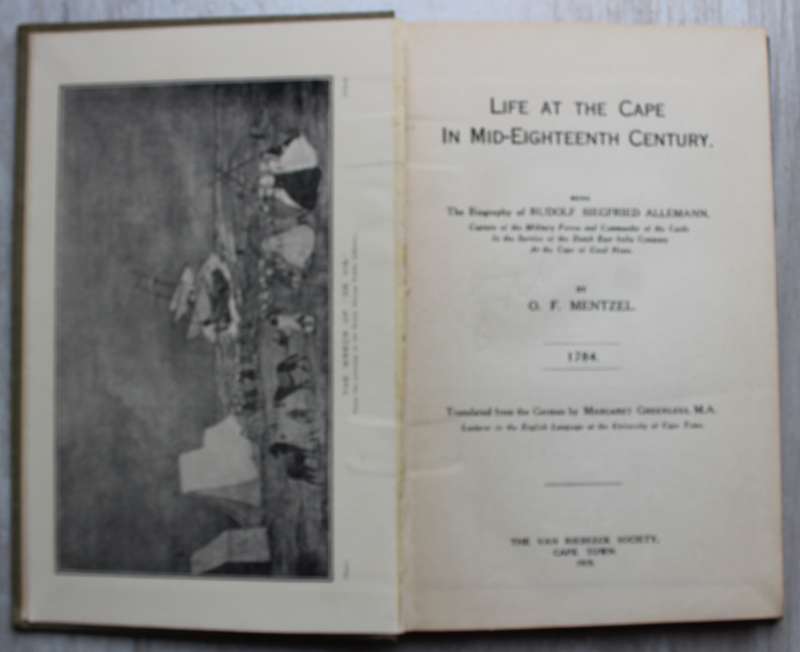 THE WRECK OF
LIFE AT THE CAPE
IN MID-EIGHTEENTH CENTURY.
BEING
The Biography of RUDOLF SIEGFRIED ALLEMANN,
Captain of the Military Forces and Commander of the Castle
In the Service of the Dutch East India Company
At the Cape of Good Hope.
BY
O. F. MENTZEL.
1784.
Translated from the German by MARGARET GREENLEES, M.A.
Lecturer in the English Language at the University of Cape Town.
THE VAN RIEBEECK SOCIETY,
CAPE TOWN